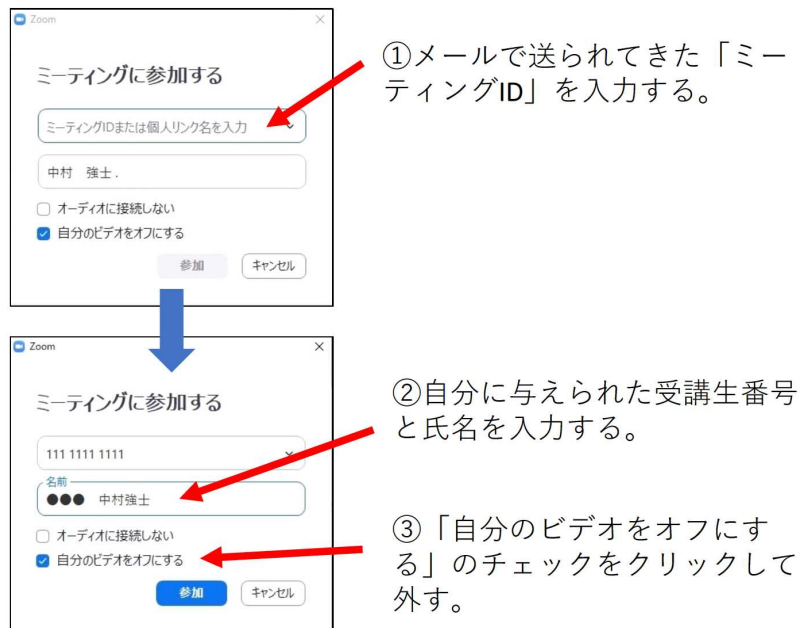 Zoom
ミーティングに参加する
ミーティングIDまたは個人リンク名を入力
中村　強士 .
オーディオに接続しない
自分のビデオをオフにする
参加
キャンセル
①メールで送られてきた「ミー
ティングID」を入力する。
Zoom
ミーティングに参加する
111 1111 1111
名前
●●●　中村強士
オーディオに接続しない
自分のビデオをオフにする
参加
キャンセル
②自分に与えられた受講生番号
と氏名を入力する。
③「自分のビデオをオフにす
る」のチェックをクリックして
外す。